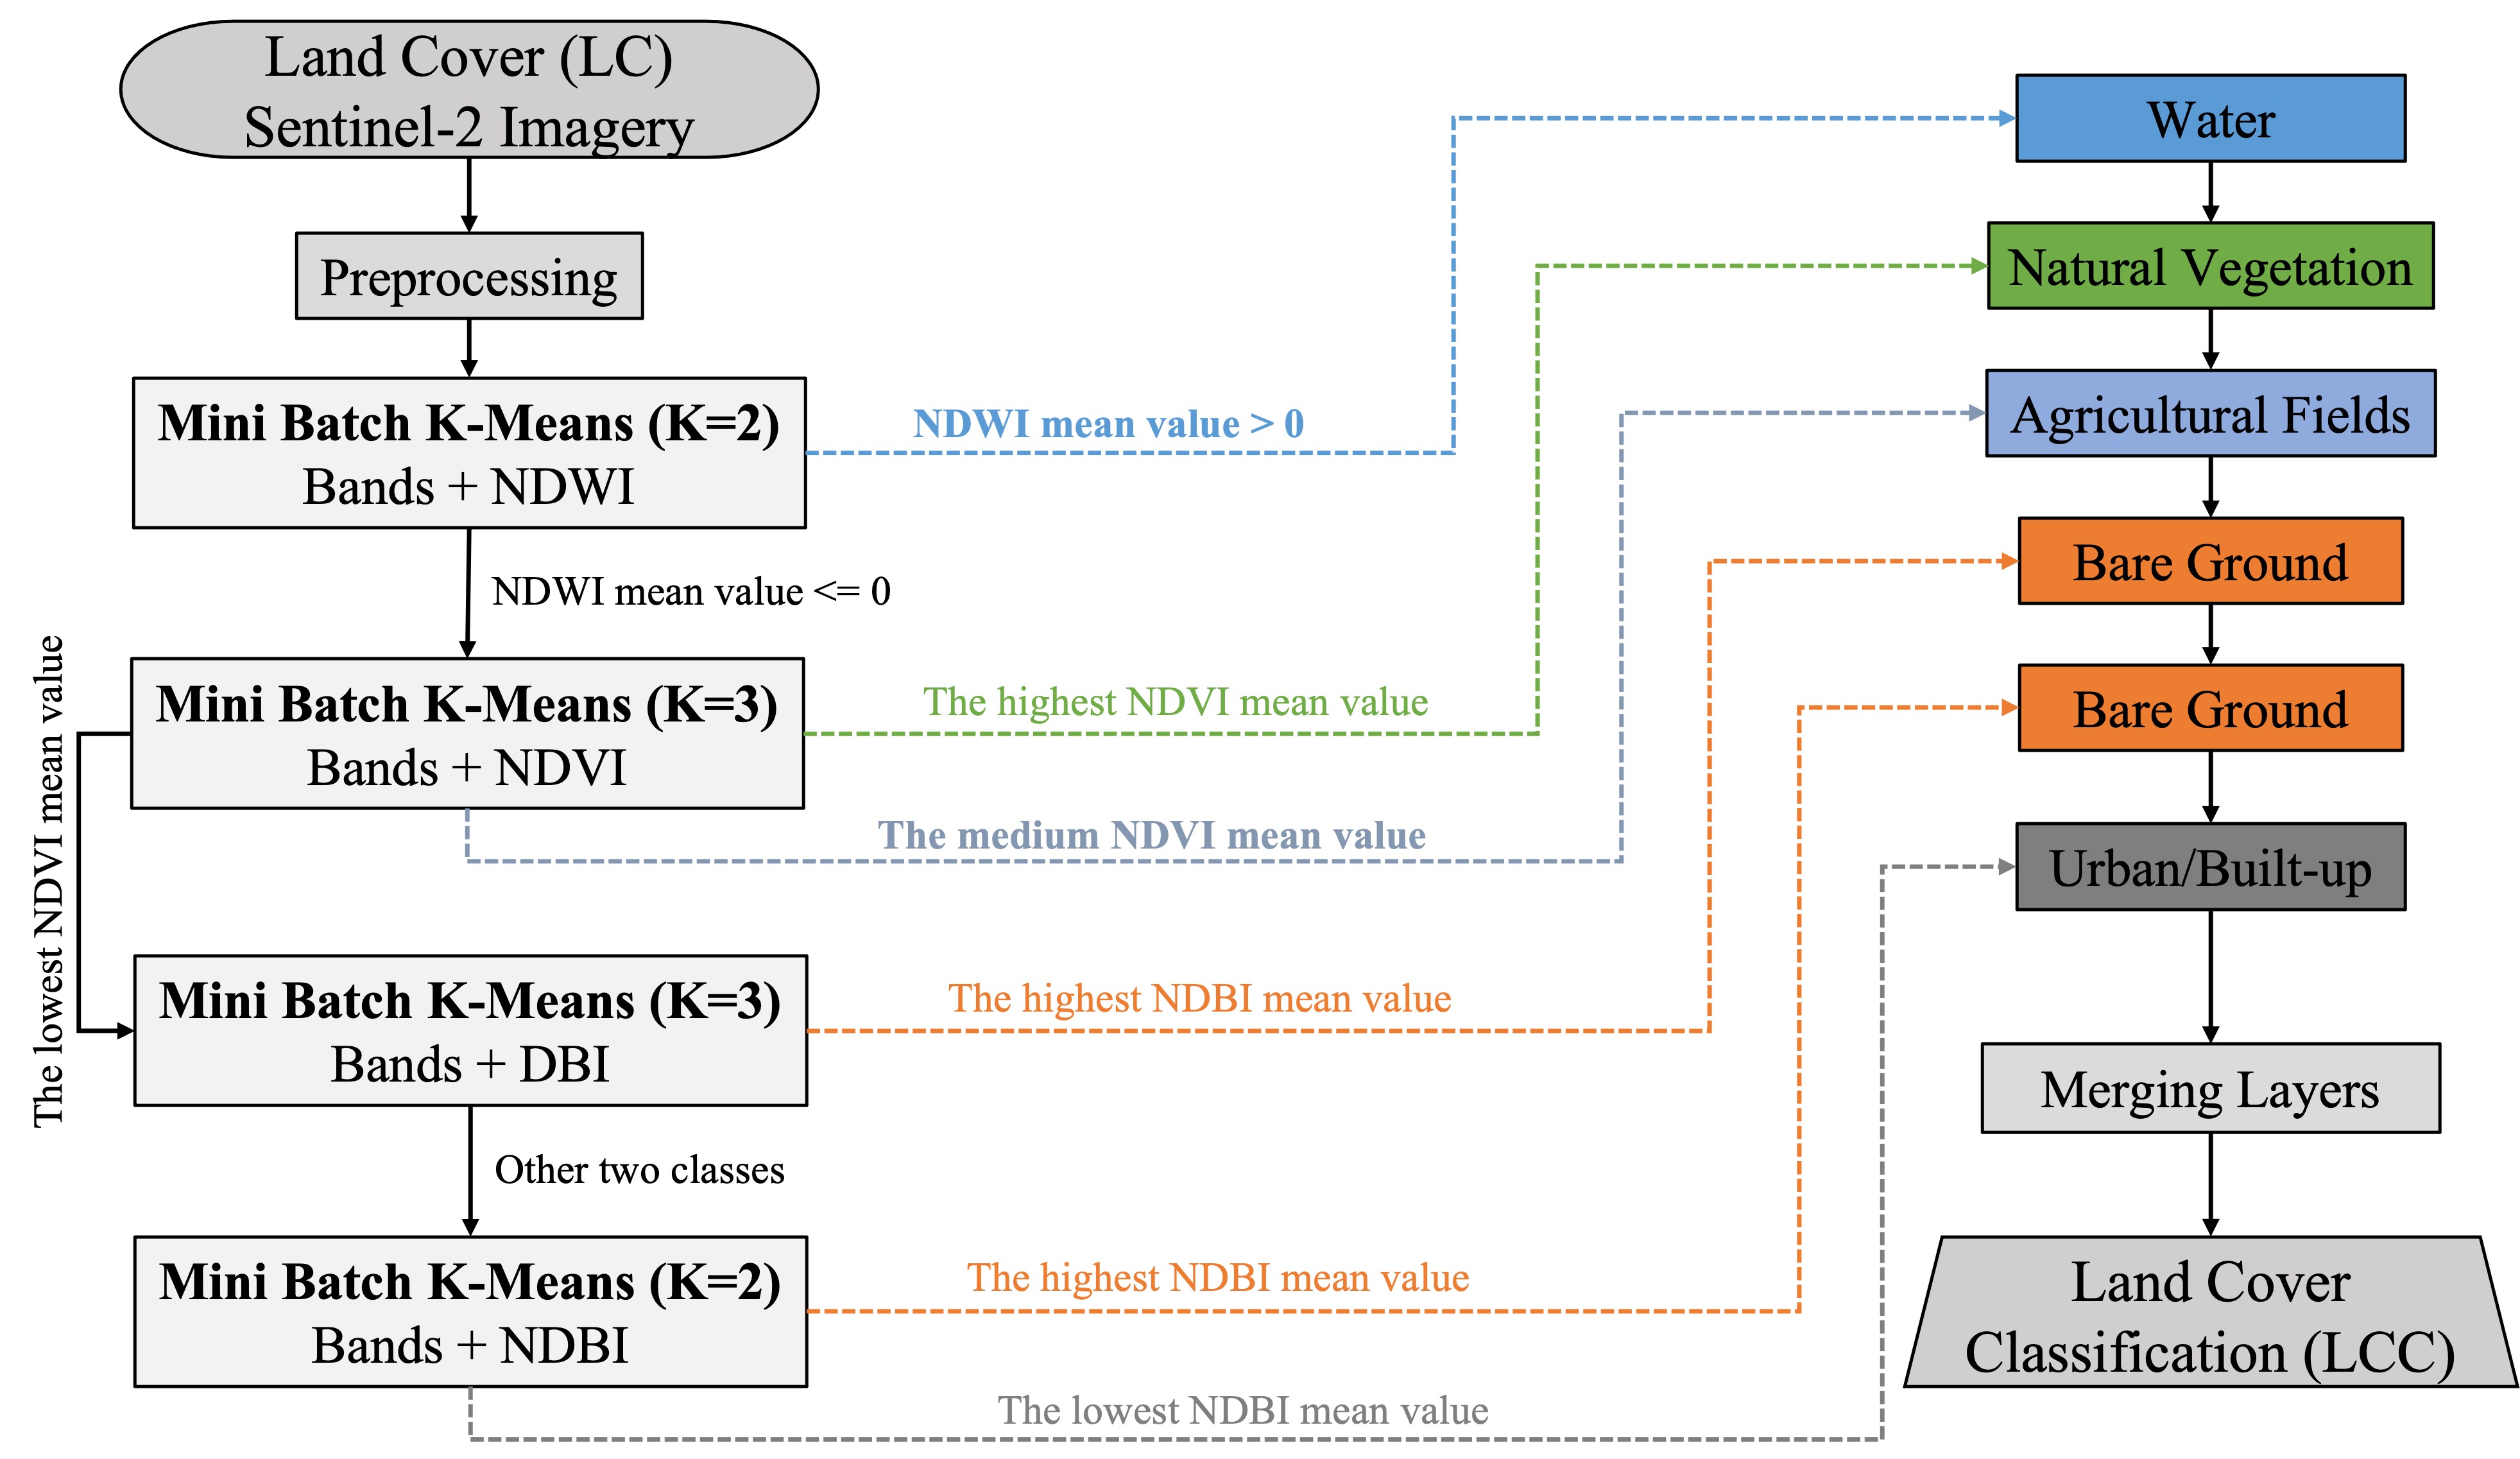 Land Cover (LC)
Sentinel-2 Imagery
Preprocessing
Mini Batch K-Means (K=2)
Bands + NDWI
NDWI mean value > 0
NDWI mean value <= 0
Mini Batch K-Means (K=3)
Bands + NDVI
The highest NDVI mean value
The medium NDVI mean value
The lowest NDVI mean value
Mini Batch K-Means (K=3)
Bands + DBI
The highest NDBI mean value
Other two classes
Mini Batch K-Means (K=2)
Bands + NDBI
The highest NDBI mean value
The lowest NDBI mean value
Water
Natural Vegetation
Agricultural Fields
Bare Ground
Bare Ground
Urban/Built-up
Merging Layers
Land Cover
Classification (LCC)